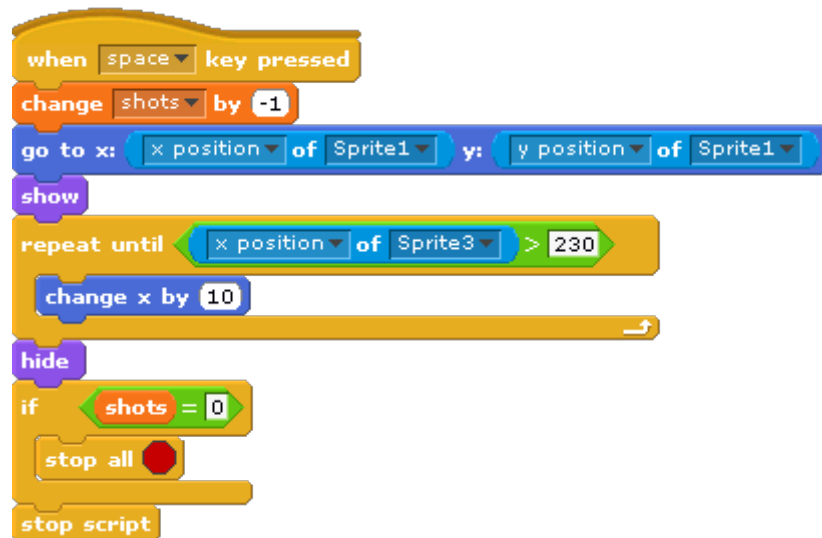 when space key pressed
change shots by -1
go to x: x position of Sprite1 y: y position of Sprite1
show
repeat until x position of Sprite3 > 230
change x by 10
hide
if shots = 0
stop all
stop script